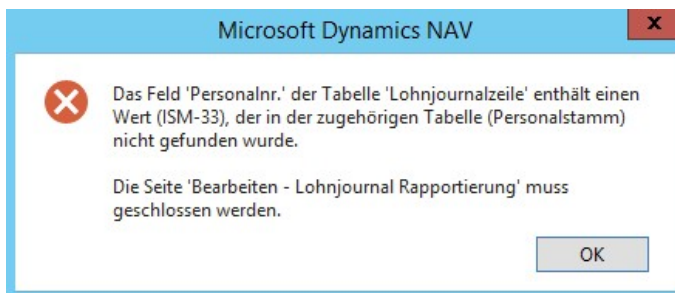 Microsoft Dynamics NAV
x
Das Feld 'Personalnr.' der Tabelle 'Lohnjournalzeile' enthält einen
Wert (ISM-33), der in der zugehörigen Tabelle (Personalstamm)
nicht gefunden wurde.
Die Seite 'Bearbeiten - Lohnjournal Rapportierung' muss
geschlossen werden.
OK